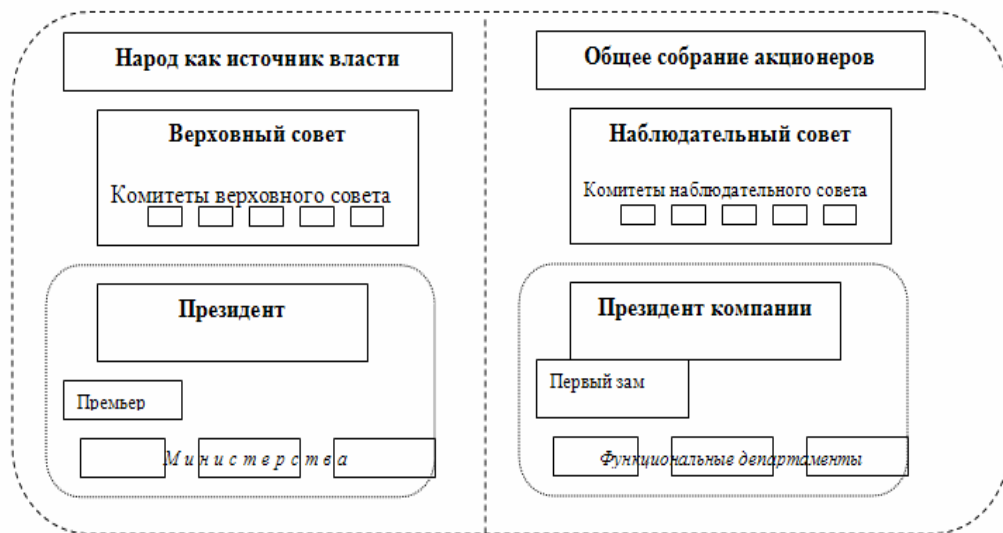 Народ как источник власти
Верховный совет
Комитеты верховного совета
Президент
Премьер
Министерства
Общее собрание акционеров
Наблюдательный совет
Комитеты наблюдательного совета
Президент компании
Первый зам
Функциональные департаменты